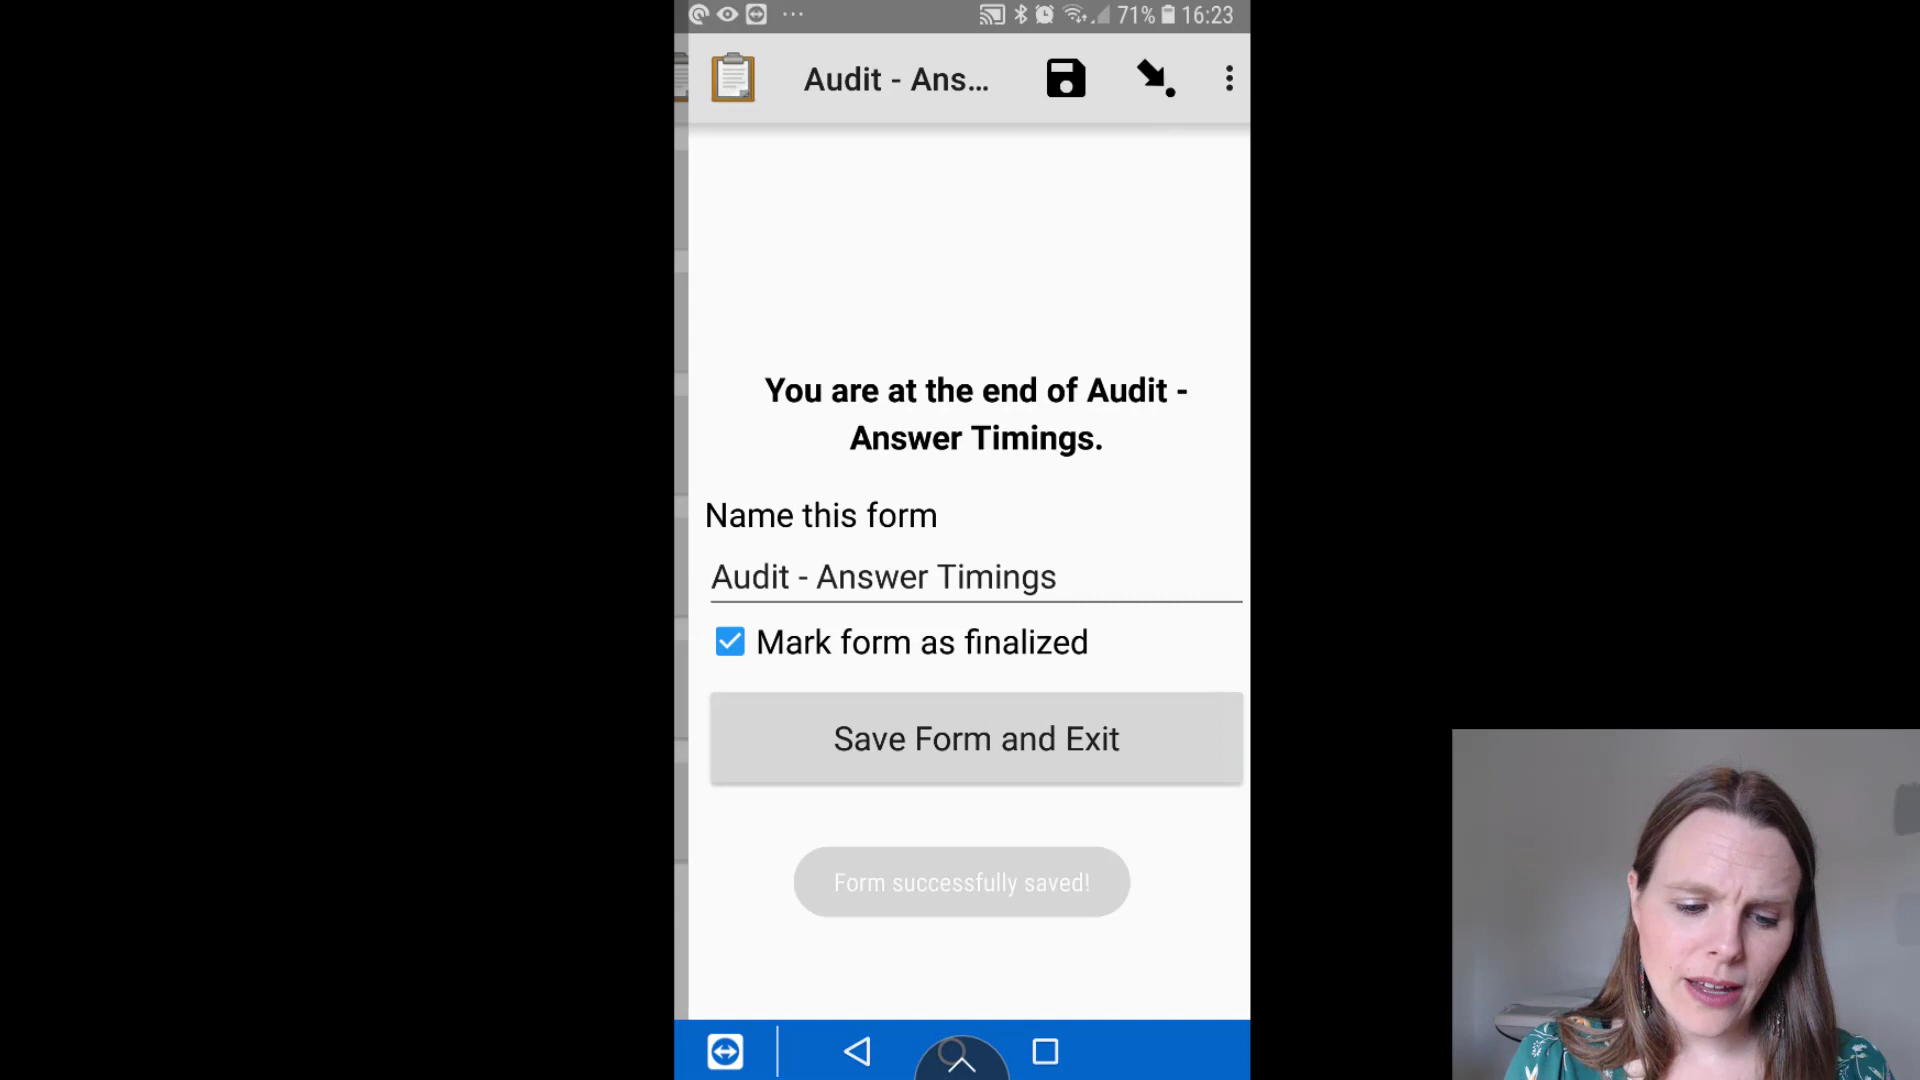 71% 16:23
Audit - Ans...
You are at the end of Audit -
Answer Timings.
Name this form
Audit - Answer Timings
Mark form as finalized
Save Form and Exit
Form successfully saved!